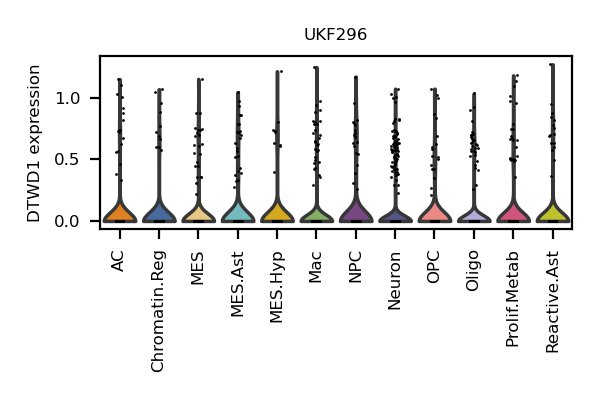 UKF296
DTWD1 expression
1.0
0.5
0.0
AC
Chromatin.Reg
MES
MES.Ast
MES.Hyp
Mac
NPC
Neuron
OPC
Oligo
Prolif.Metab
Reactive.Ast